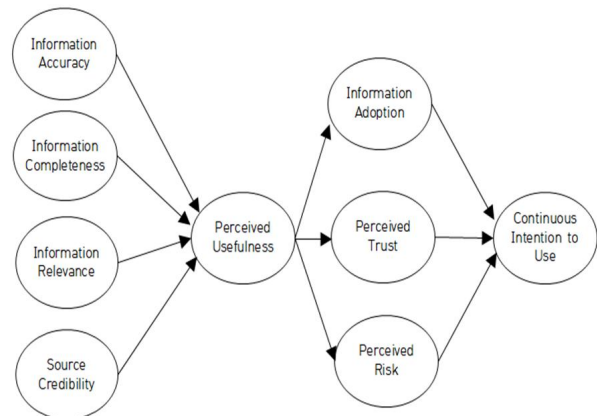 Information
Accuracy
Information
Completeness
Information
Relevance
Source
Credibility
Perceived
Usefulness
Information
Adoption
Perceived
Trust
Perceived
Risk
Continuous
Intention to
Use